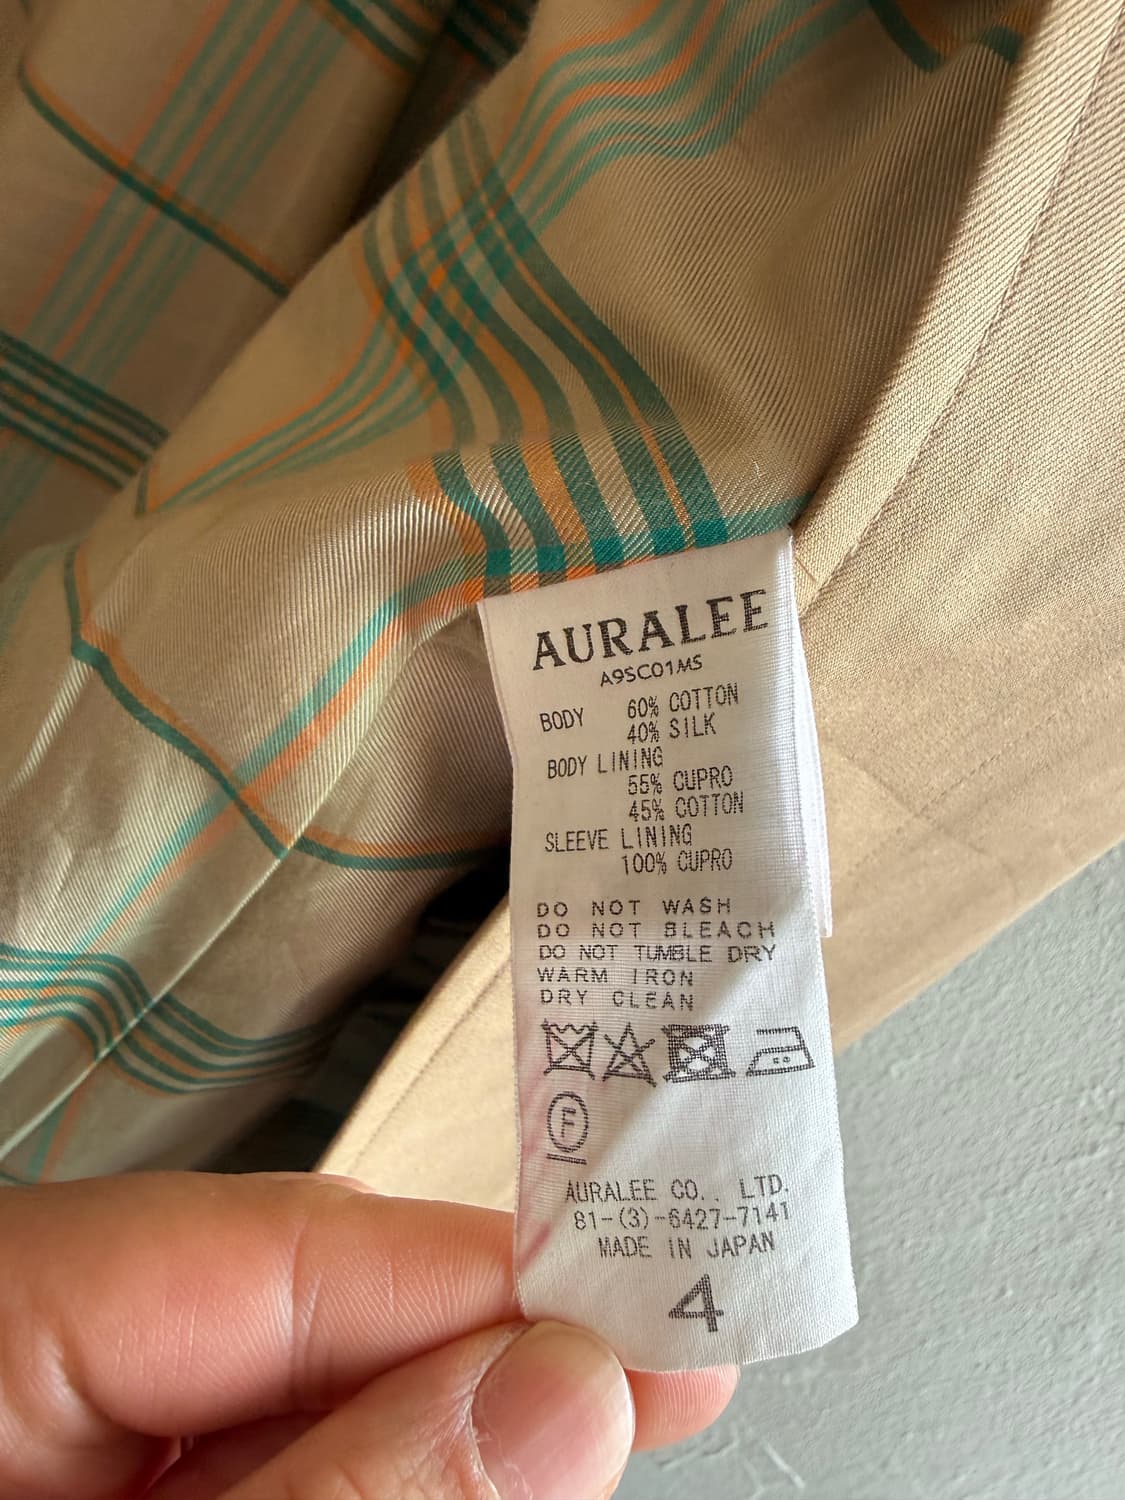 AURALEE
A9SC01MS
BODY 60% COTTON
40% SILK
BODY LINING
55% CUPRO
45% COTTON
SLEEVE LINING
100% CUPRO
DO NOT WASH
DO NOT BLEACH
DO NOT TUMBLE DRY
WARM IRON
DRY CLEAN
F
AURALEE CO., LTD.
81-(3)-6427-7141
MADE IN JAPAN
4